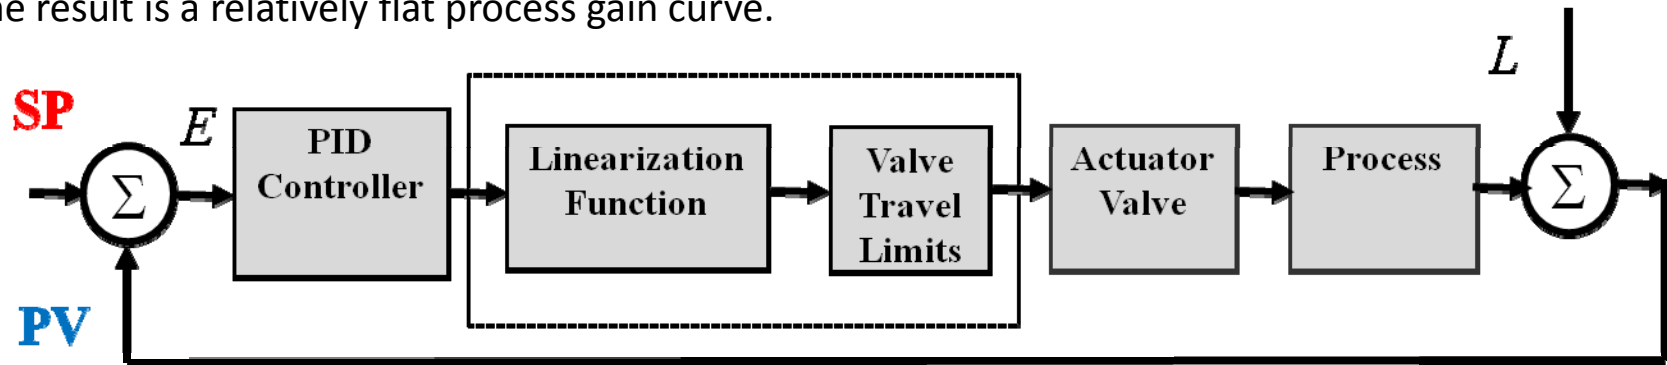 he result is a relatively flat process gain curve.
L
SP
E
PID
Controller
Linearization
Function
Valve
Travel
Limits
Actuator
Valve
Process
Σ
Σ
PV